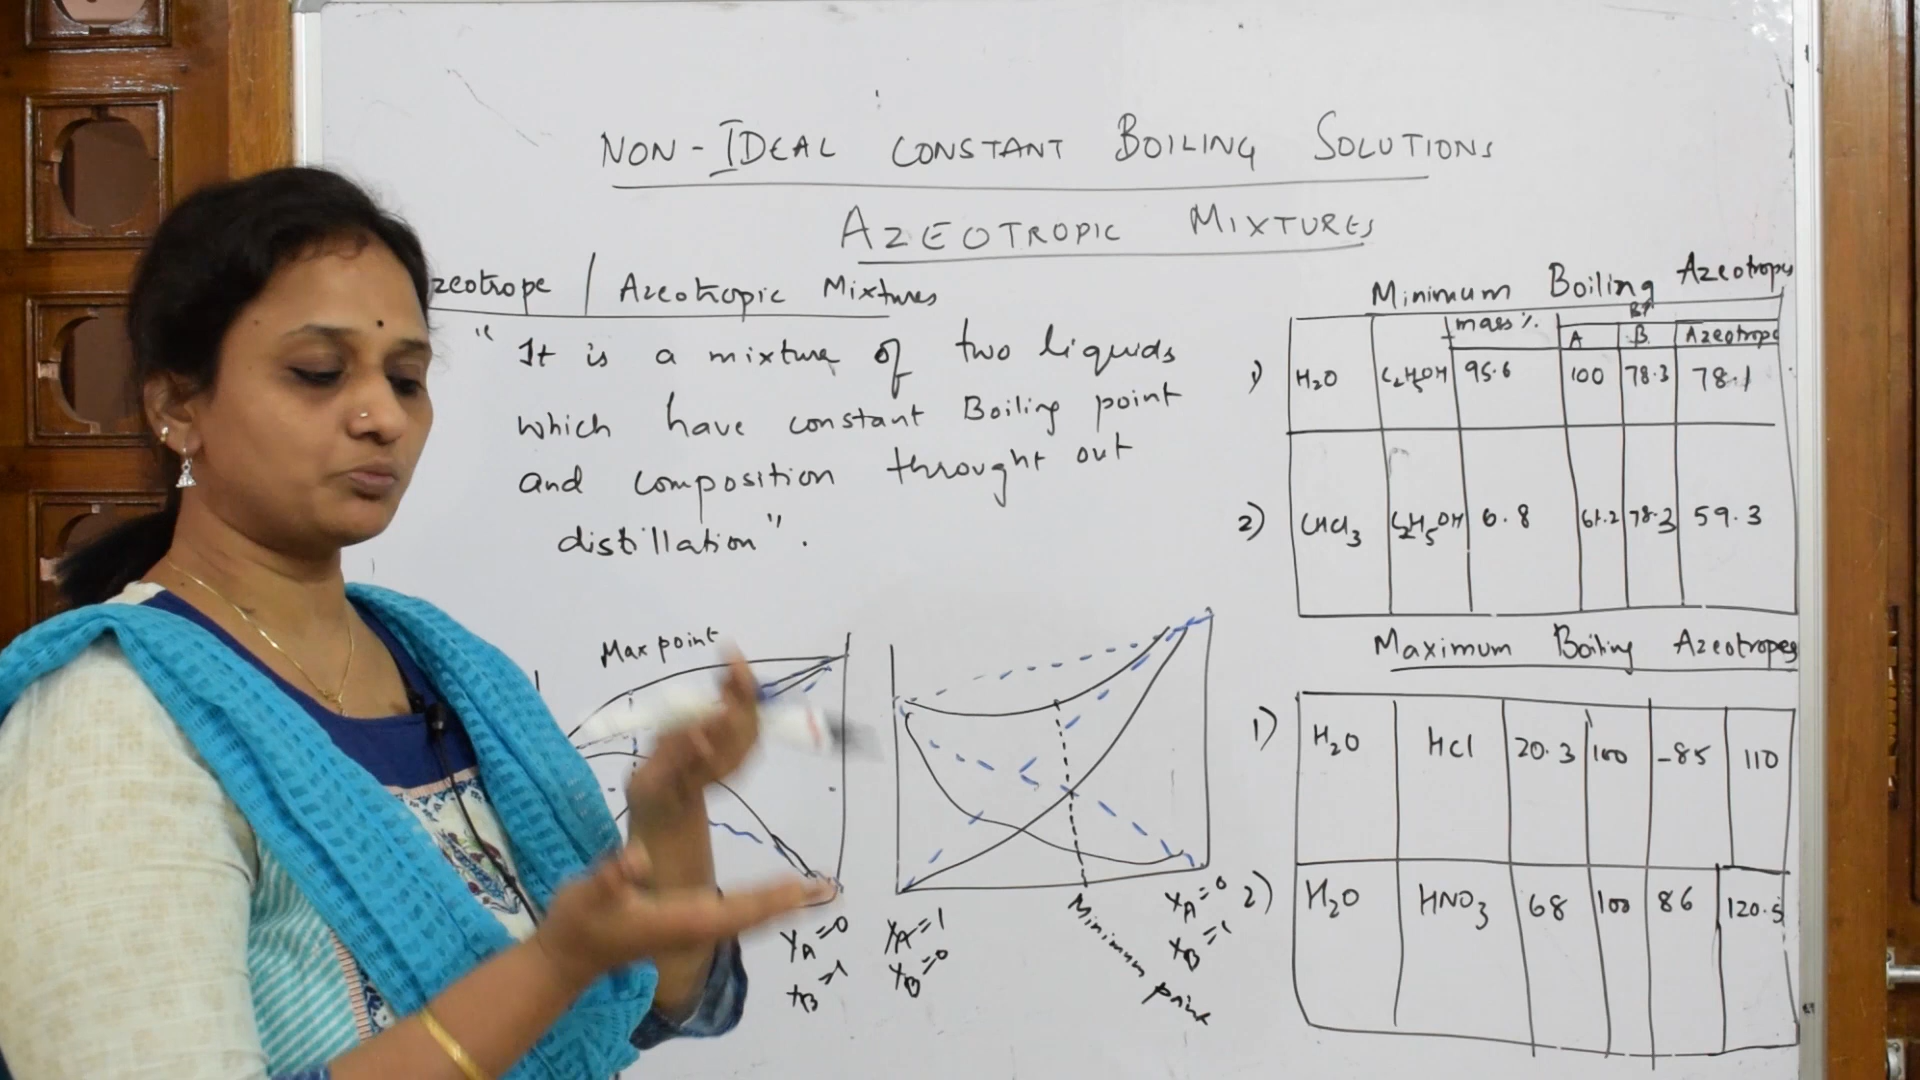 NON-IDEAL CONSTANT BOILING SOLUTIONS
AZEOTROPIC MIXTURES
zeotrope / Azeotropic Mixtures
"It is a mixture of two liquids
which have constant Boiling point
and composition throught out
distillation".
Max point
XA=0
XB=1
XA=1
XB=0
Minimum point
XA=0
XB=1
Minimum Boiling Azeotrope
mass% BP
A B Azeotrope
1) H2O C2H5OH 95.6 100 78.3 78.1
2) CHCl3 C2H5OH 6.8 61.2 78.3 59.3
Maximum Boiling Azeotropes
1) H2O HCl 20.3 100 -85 110
2) H2O HNO3 68 100 86 120.5